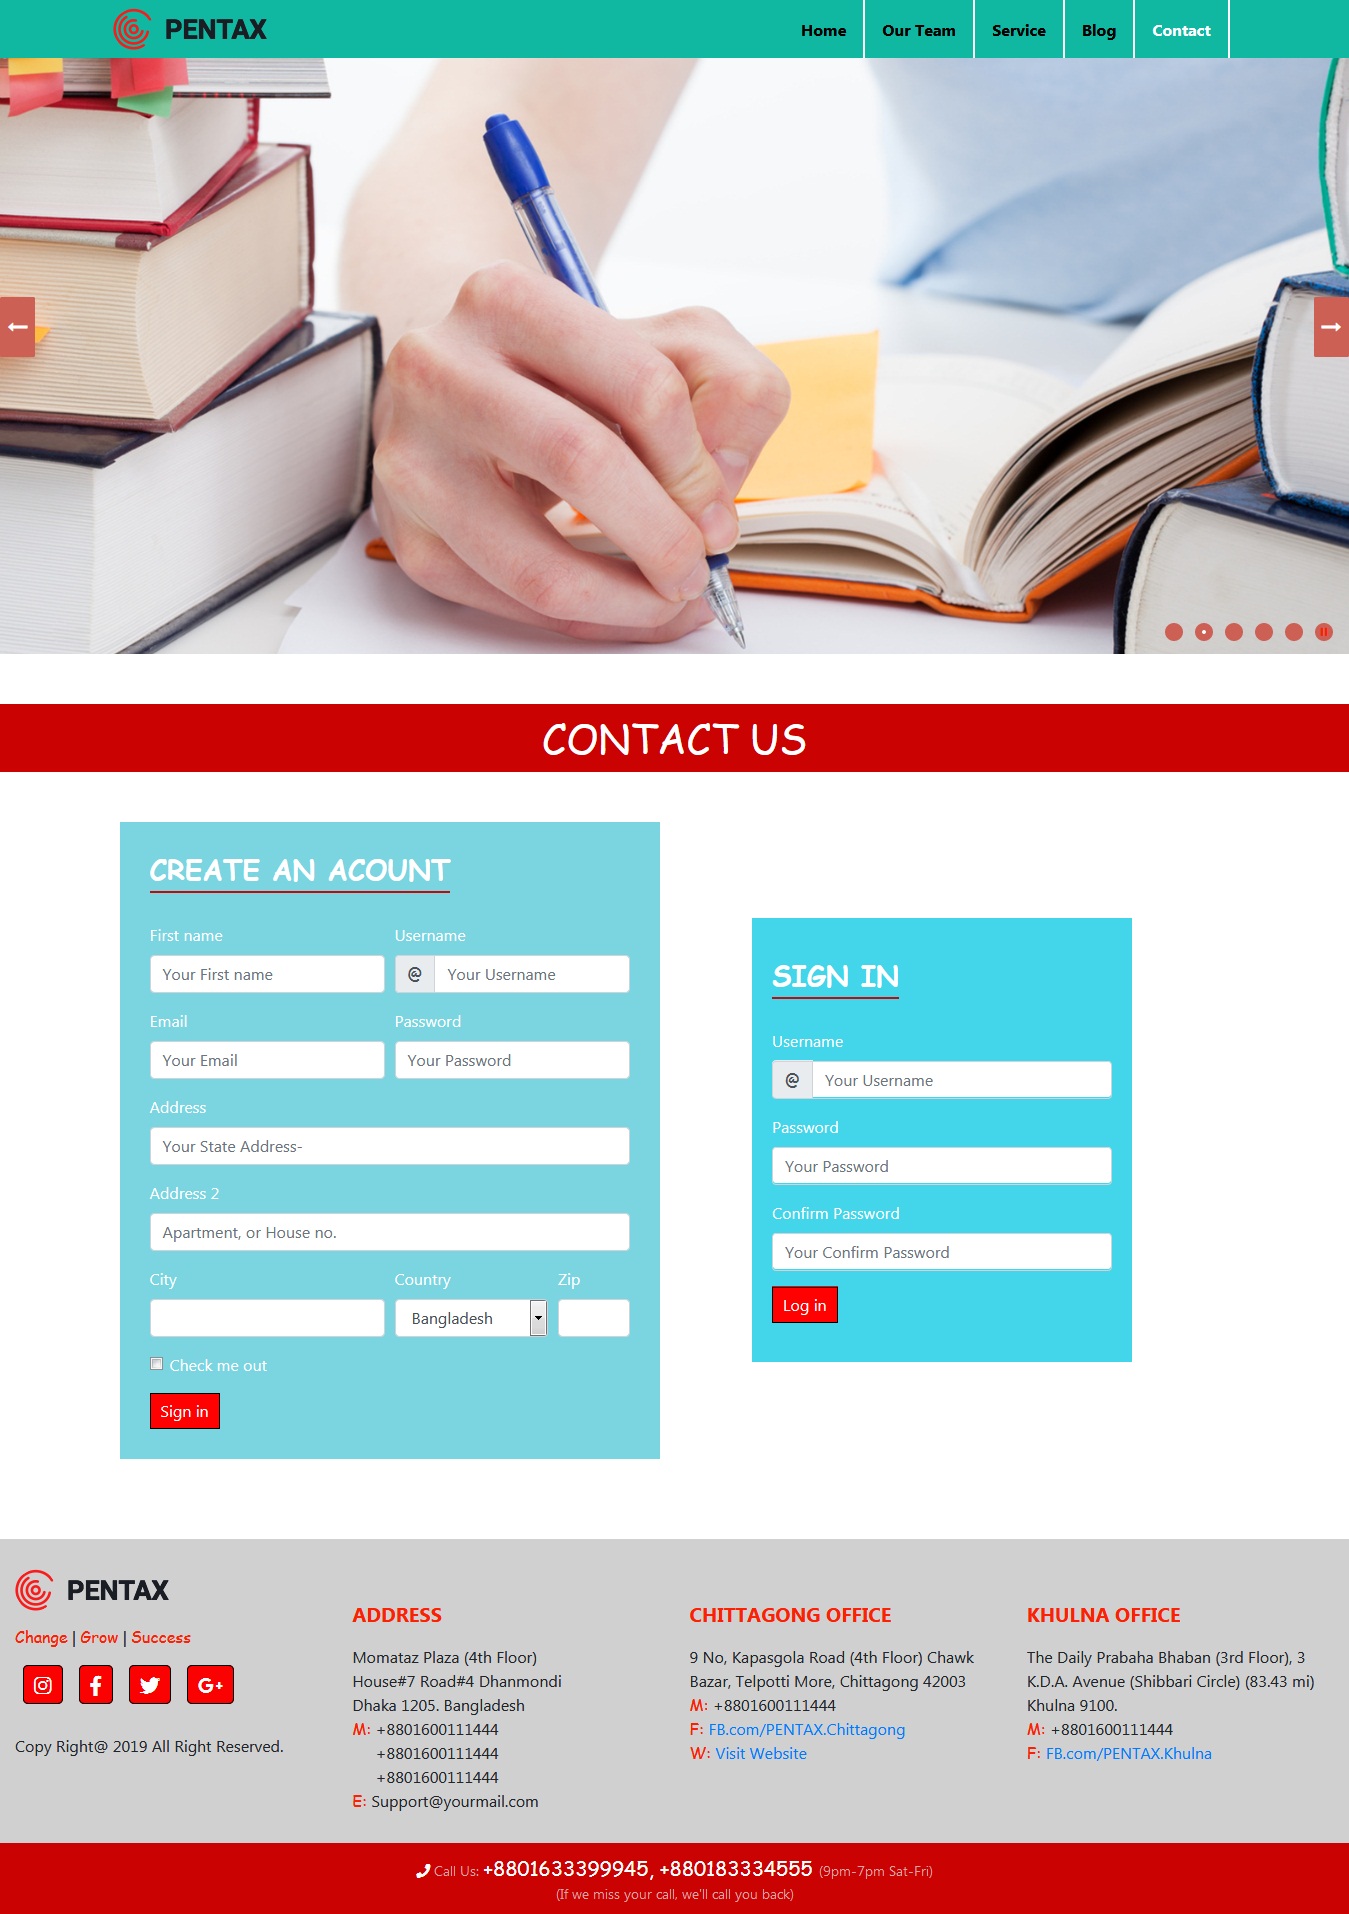 PENTAX
Home Our Team Service Blog Contact
CONTACT US
CREATE AN ACOUNT
First name Username
Your First name @ Your Username
Email Password
Your Email Your Password
Address
Your State Address-
Address 2
Apartment, or House no.
City Country Zip
Bangladesh
Check me out
Sign in
SIGN IN
Username
@ Your Username
Password
Your Password
Confirm Password
Your Confirm Password
Log in
PENTAX
Change | Grow | Success
Copy Right@ 2019 All Right Reserved.
ADDRESS
Momataz Plaza (4th Floor)
House#7 Road#4 Dhanmondi
Dhaka 1205. Bangladesh
M: +8801600111444
+8801600111444
+8801600111444
E: Support@yourmail.com
CHITTAGONG OFFICE
9 No, Kapasgola Road (4th Floor) Chawk
Bazar, Telpotti More, Chittagong 42003
M: +8801600111444
F: FB.com/PENTAX.Chittagong
W: Visit Website
KHULNA OFFICE
The Daily Prabaha Bhaban (3rd Floor), 3
K.D.A. Avenue (Shibbari Circle) (83.43 mi)
Khulna 9100.
M: +8801600111444
F: FB.com/PENTAX.Khulna
Call Us: +8801633399945, +880183334555 (9pm-7pm Sat-Fri)
(If we miss your call, we'll call you back)